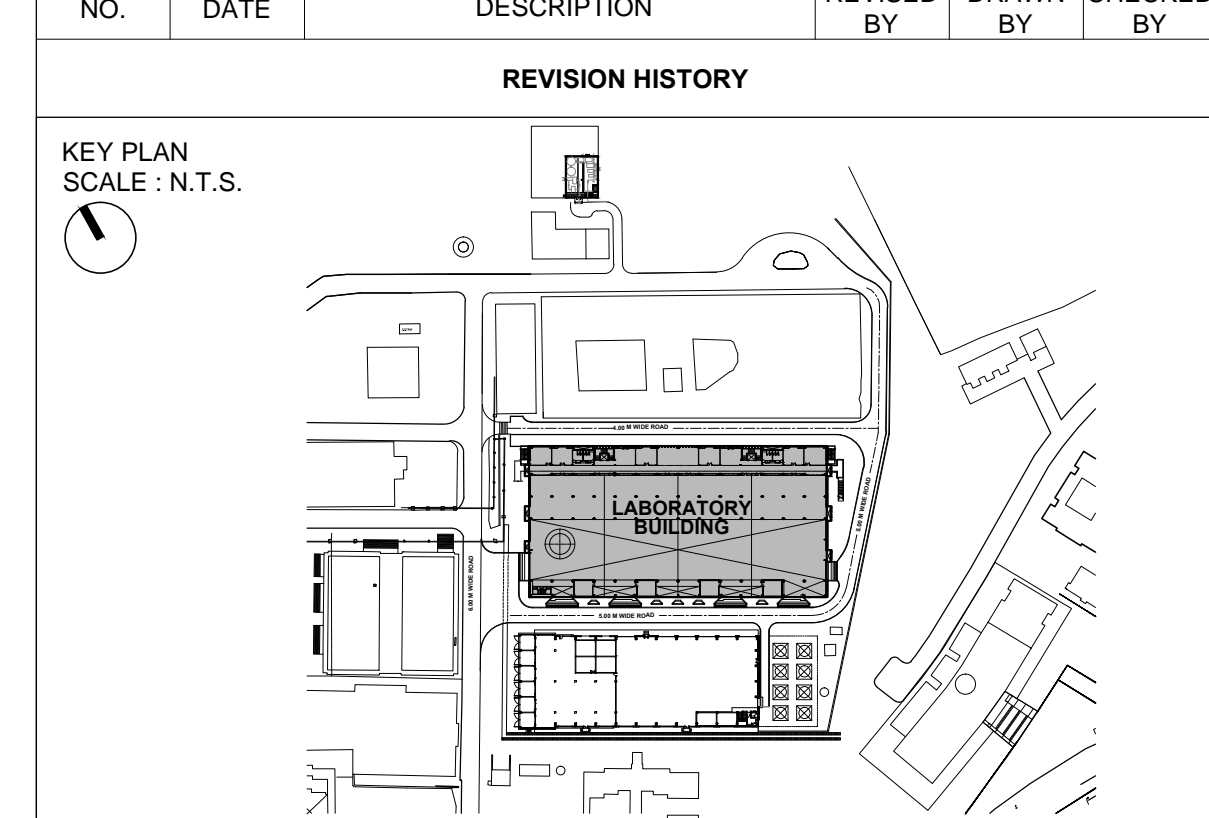 NO. DATE DESCRIPTION REVISED BY DRAWN BY CHECKED BY
REVISION HISTORY
KEY PLAN
SCALE : N.T.S.
4.00 M WIDE ROAD
LABORATORY
BUILDING
5.00 M WIDE ROAD
6.00 M WIDE ROAD
5.00 M WIDE ROAD